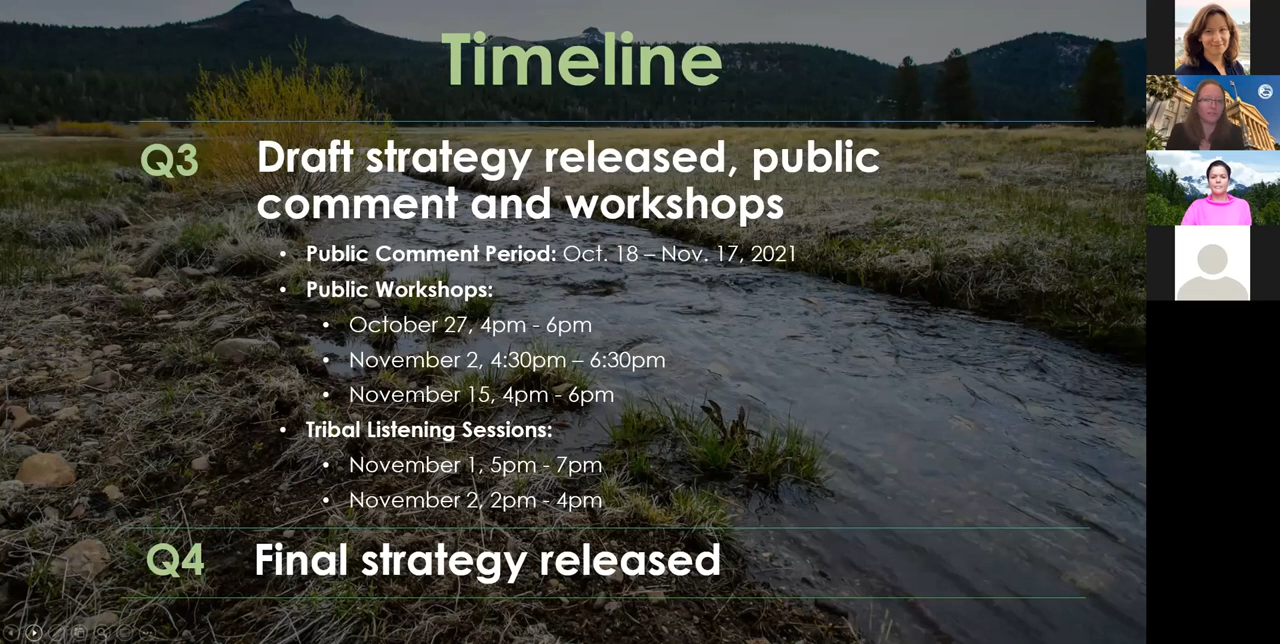 Timeline
Q3
Draft strategy released, public
comment and workshops
• Public Comment Period: Oct. 18 – Nov. 17, 2021
• Public Workshops:
• October 27, 4pm - 6pm
• November 2, 4:30pm – 6:30pm
• November 15, 4pm - 6pm
• Tribal Listening Sessions:
• November 1, 5pm - 7pm
• November 2, 2pm - 4pm
Q4
Final strategy released